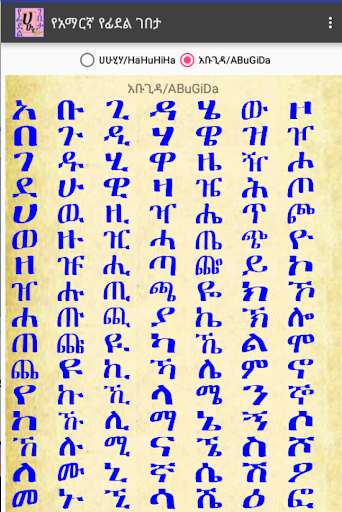 የአማርኛ የፊደል ገበታ
ሀሁሂሃ/HaHuHiHa አቡጊዳ/ABuGiDa
አቡጊዳ/ABuGiDa
አ ቡ ጊ ዳ ሄ ው ዞ
በ ጉ ዲ ሃ ዌ ዝ ዦ
ገ ዱ ሂ ዋ ዜ ዥ ሖ
ደ ሁ ዊ ዛ ዤ ሕ ጦ
ሀ ዉ ዚ ዣ ሔ ጥ ጮ
ወ ዙ ዢ ሓ ጤ ጭ ዮ
ዘ ዡ ሒ ጣ ጬ ይ ኮ
ዠ ሑ ጢ ጫ ዬ ክ ኾ
ሐ ጡ ጪ ያ ኬ ኽ ሎ
ጠ ጩ ዪ ካ ኼ ል ሞ
ጨ ዩ ኪ ኻ ሌ ም ኖ
የ ኩ ኺ ላ ሜ ን ኞ
ከ ኹ ሊ ማ ኔ ኝ ሶ
ኸ ሉ ሚ ና ኜ ስ ሾ
ለ ሙ ኒ ኛ ሴ ሽ ዖ
መ ኑ ኚ ሳ ሼ ዕ ፎ